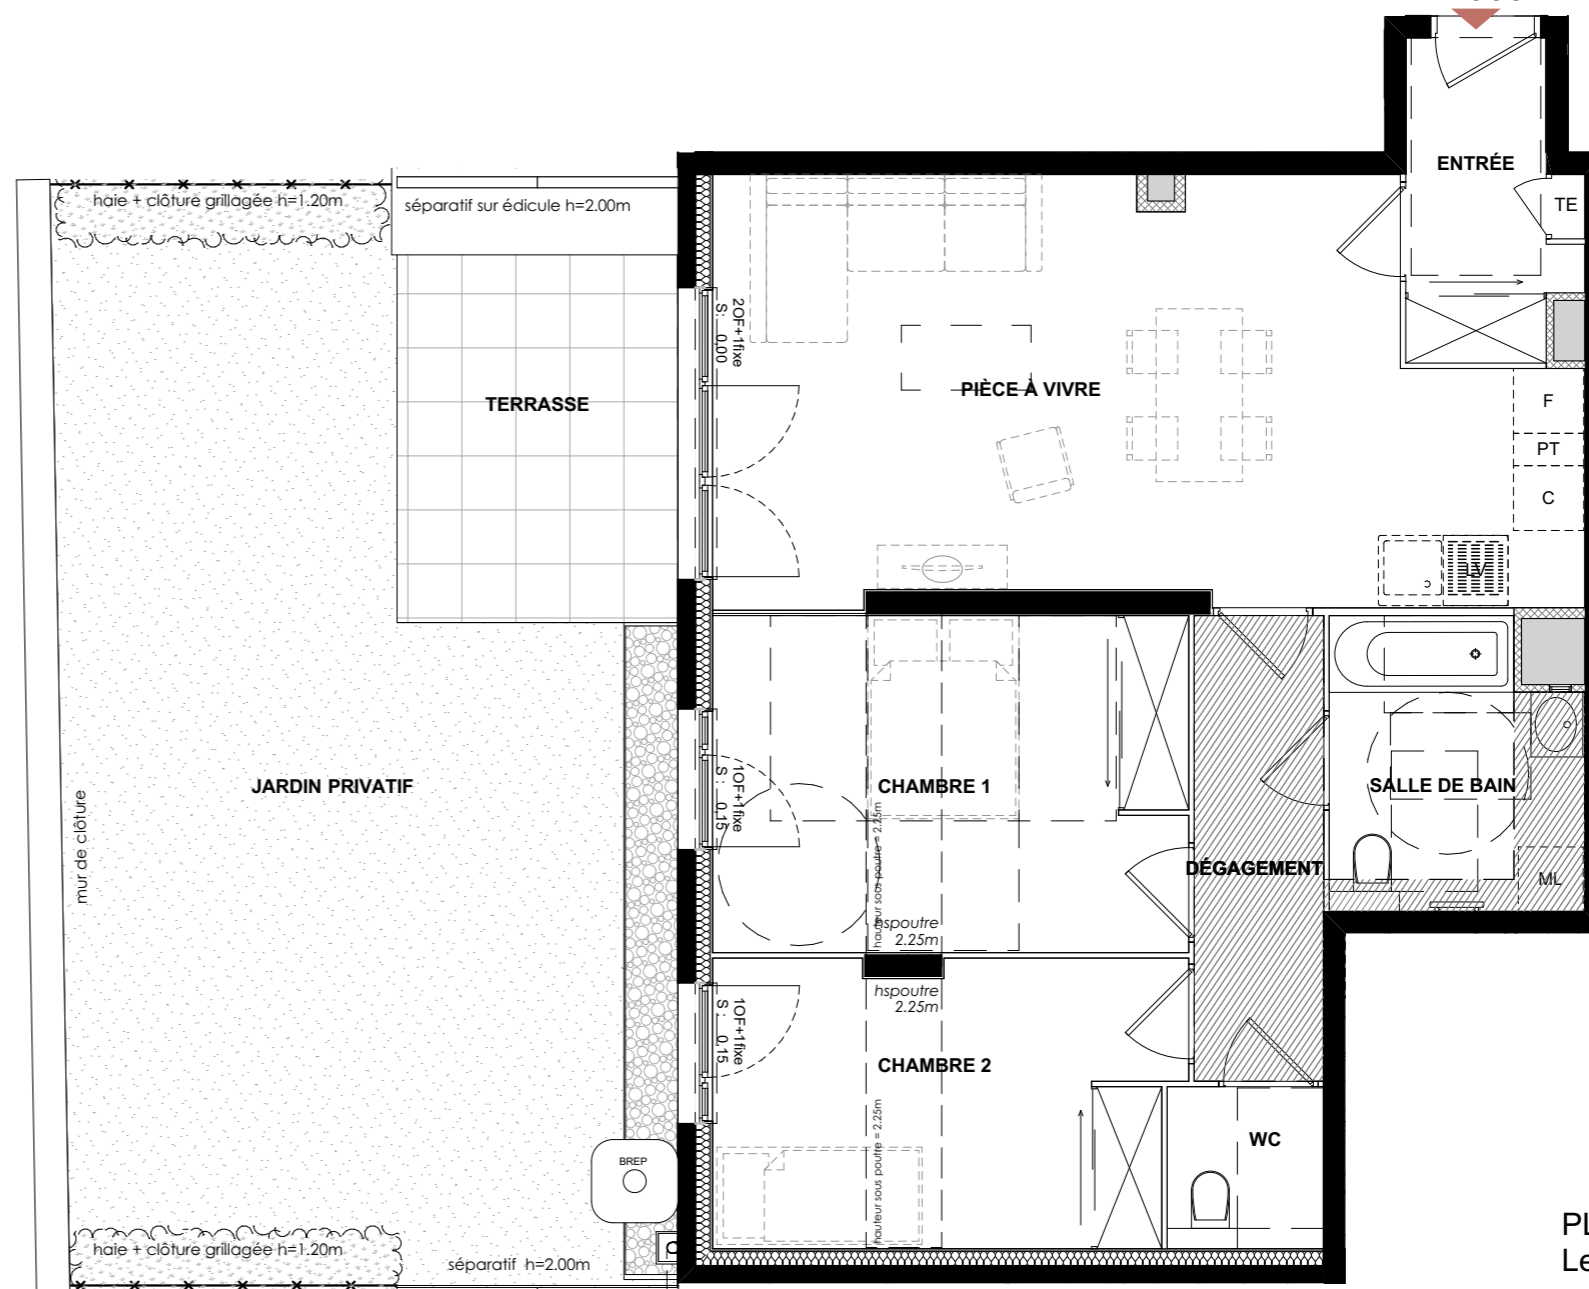 ENTRÉE
TE
haie + clôture grillagée h=1.20m
séparatif sur édicule h=2.00m
2OF+1fixe
S: 0,00
TERRASSE
PIÈCE À VIVRE
F
PT
C
LV
JARDIN PRIVATIF
mur de clôture
1OF+1fixe
S: 0,15
CHAMBRE 1
hauteur sous poutre = 2.25m
hspoutre
2.25m
DÉGAGEMENT
SALLE DE BAIN
ML
hspoutre
2.25m
1OF+1fixe
S: 0,15
CHAMBRE 2
hauteur sous poutre = 2.25m
WC
BREP
haie + clôture grillagée h=1.20m
séparatif h=2.00m
PL
Le